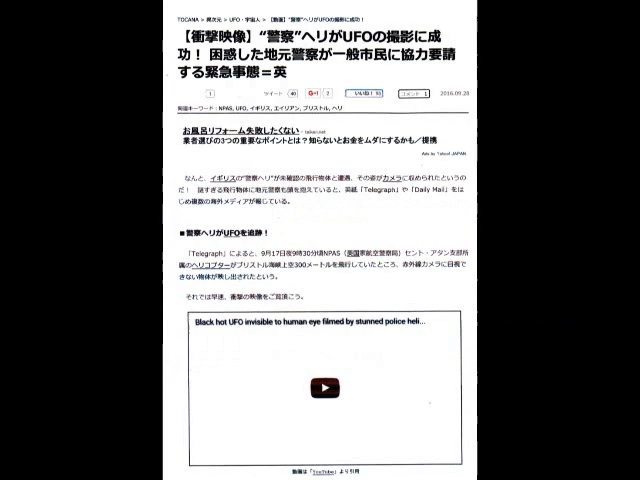 TOCANA > 異次元 > UFO・宇宙人 > 【動画】“警察”ヘリがUFOの撮影に成功！
【衝撃映像】“警察”ヘリがUFOの撮影に成
功！ 困惑した地元警察が一般市民に協力要請
する緊急事態＝英
1 ツイート 40 G+1 2 いいね！ 93 コメント 1 2016.09.28
関連キーワード：NPAS, UFO, イギリス, エイリアン, ブリストル, ヘリ
お風呂リフォーム失敗したくない
業者選びの3つの重要なポイントとは？知らないとお金をムダにするかも／提携
Ads by Yahoo! JAPAN
なんと、イギリスの“警察ヘリ”が未確認の飛行物体と遭遇、その姿がカメラに収められたというの
だ！ 謎すぎる飛行物体に地元警察も頭を抱えていると、英紙「Telegraph」や「Daily Mail」をは
じめ複数の海外メディアが報じている。
■警察ヘリがUFOを追跡！
「Telegraph」によると、9月17日夜9時30分頃NPAS（英国家航空警察局）セント・アタン支部所
属のヘリコプターがブリストル海峡上空300メートルを飛行していたところ、赤外線カメラに目視で
きない物体が映し出されたという。
それでは早速、衝撃の映像をご覧頂こう。
Black hot UFO invisible to human eye filmed by stunned police heli...
動画は「YouTube」より引用